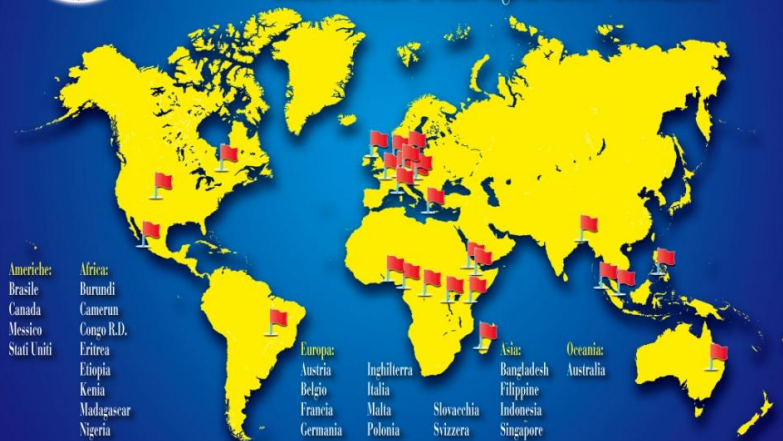 Americhe:
Brasile
Canada
Messico
Stati Uniti
Africa:
Burundi
Camerun
Congo R.D.
Eritrea
Etiopia
Kenia
Madagascar
Nigeria
Europa:
Austria
Belgio
Francia
Germania
Inghilterra
Italia
Malta
Polonia
Slovacchia
Svizzera
Asia:
Bangladesh
Filippine
Indonesia
Singapore
Oceania:
Australia